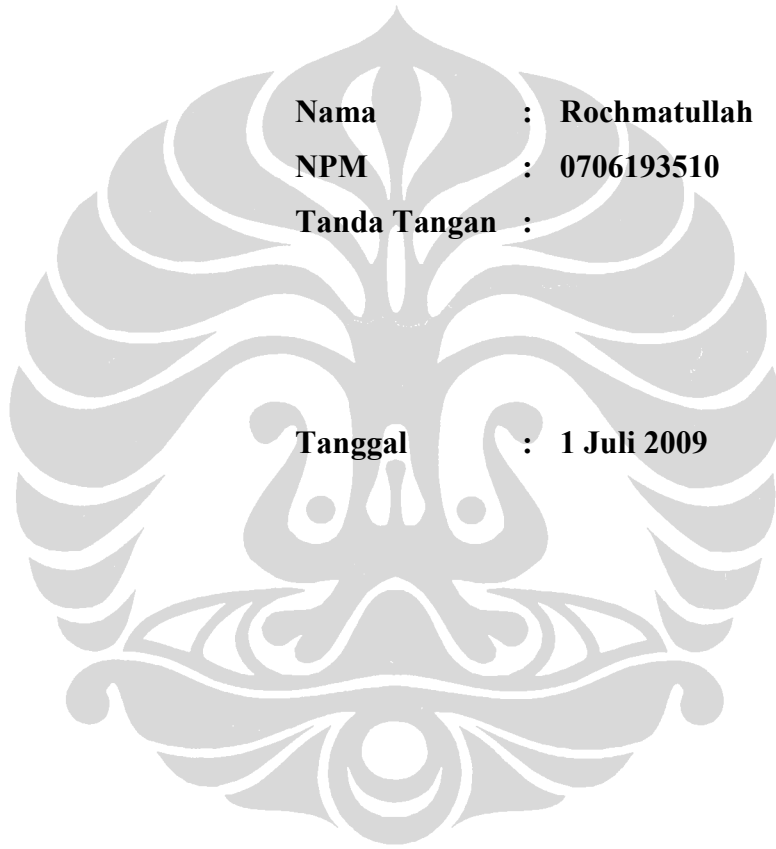 Nama : Rochmatullah
NPM : 0706193510
Tanda Tangan :
Tanggal : 1 Juli 2009